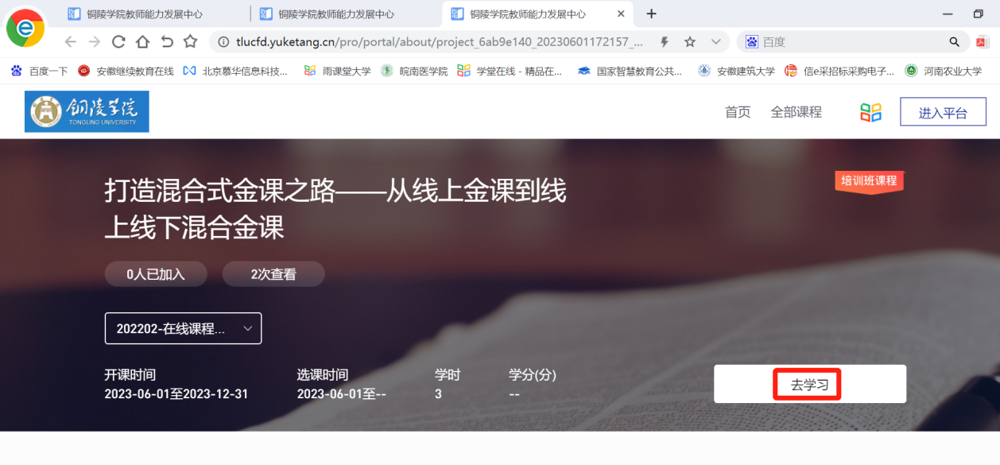 铜陵学院教师能力发展中心
铜陵学院教师能力发展中心
铜陵学院教师能力发展中心
tlucfd.yuketang.cn/pro/portal/about/project_6ab9e140_20230601172157_...
百度
百度一下
安徽继续教育在线
北京慕华信息科技...
雨课堂大学
皖南医学院
学堂在线 - 精品在...
国家智慧教育公共...
安徽建筑大学
信e采招标采购电子...
河南农业大学
铜陵学院
TONGLING UNIVERSITY
首页
全部课程
进入平台
打造混合式金课之路——从线上金课到线
上线下混合金课
培训班课程
0人已加入
2次查看
202202-在线课程...
开课时间
2023-06-01至2023-12-31
选课时间
2023-06-01至--
学时
3
学分(分)
--
去学习